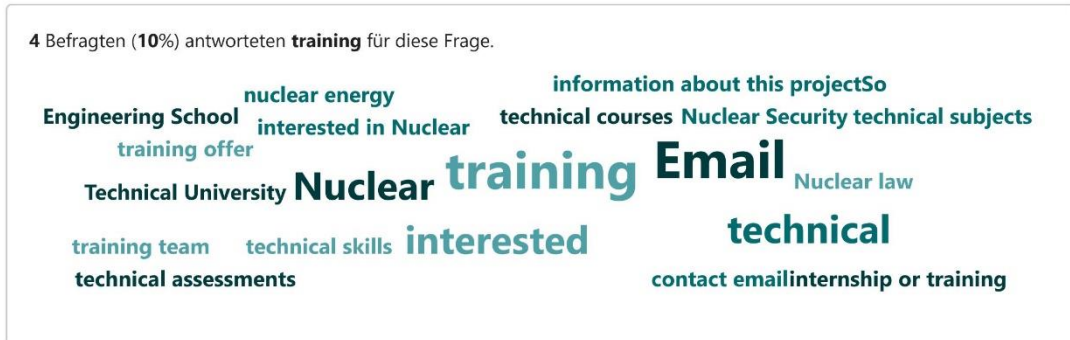 4 Befragten (10%) antworteten training für diese Frage.
information about this projectSo
nuclear energy
Engineering School
interested in Nuclear
technical courses
Nuclear Security technical subjects
training offer
Nuclear
training
Email
Nuclear law
Technical University
technical
training team
technical skills
interested
technical assessments
contact email
internship or training